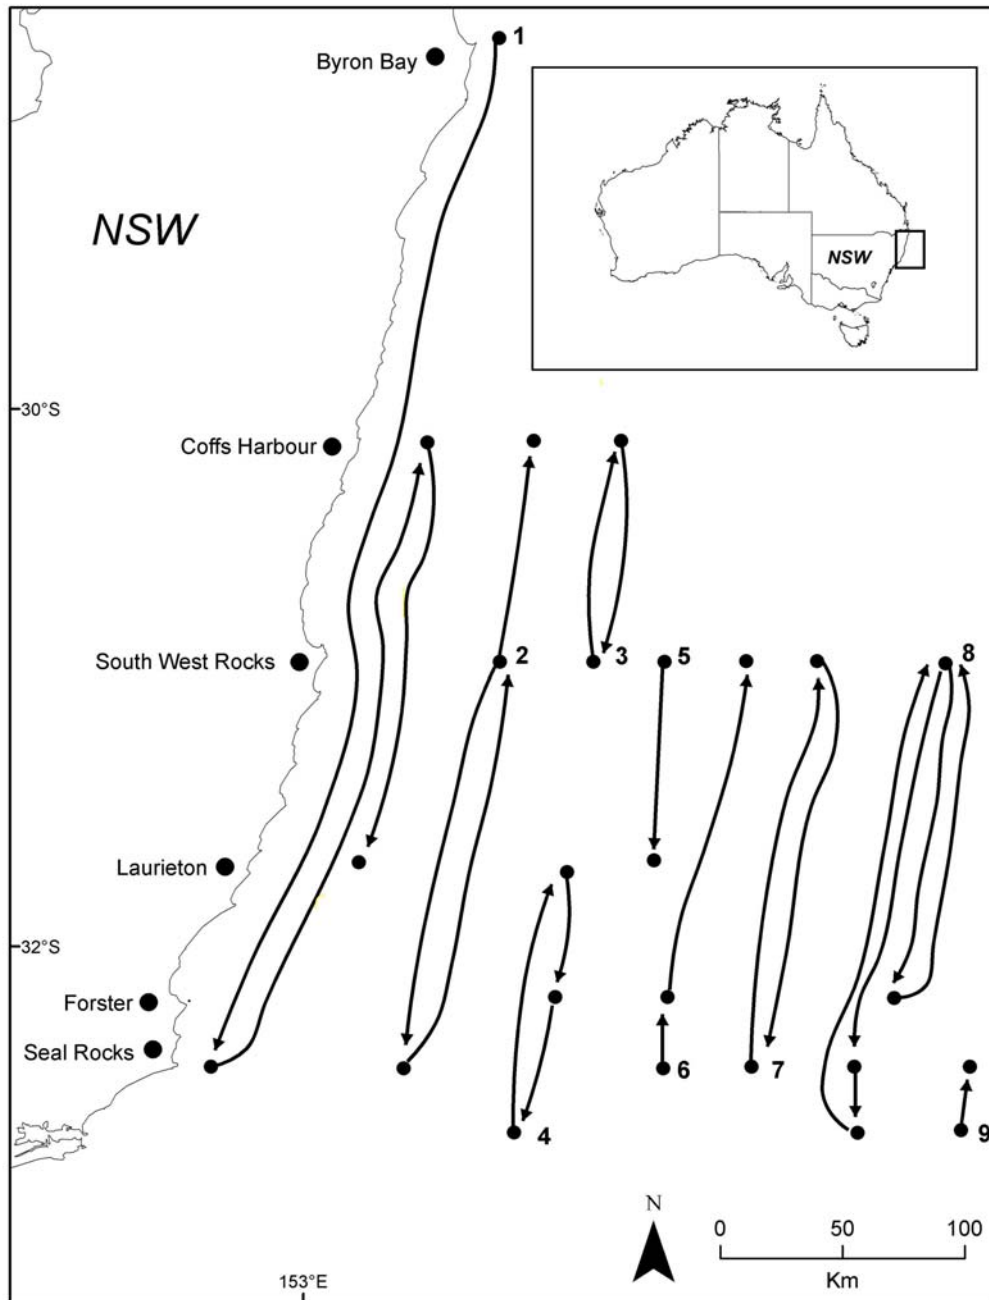 1
Byron Bay
NSW
NSW
30°S
Coffs Harbour
South West Rocks
2
3
5
8
Laurieton
32°S
Forster
Seal Rocks
6
7
4
9
N
0 50 100
Km
153°E